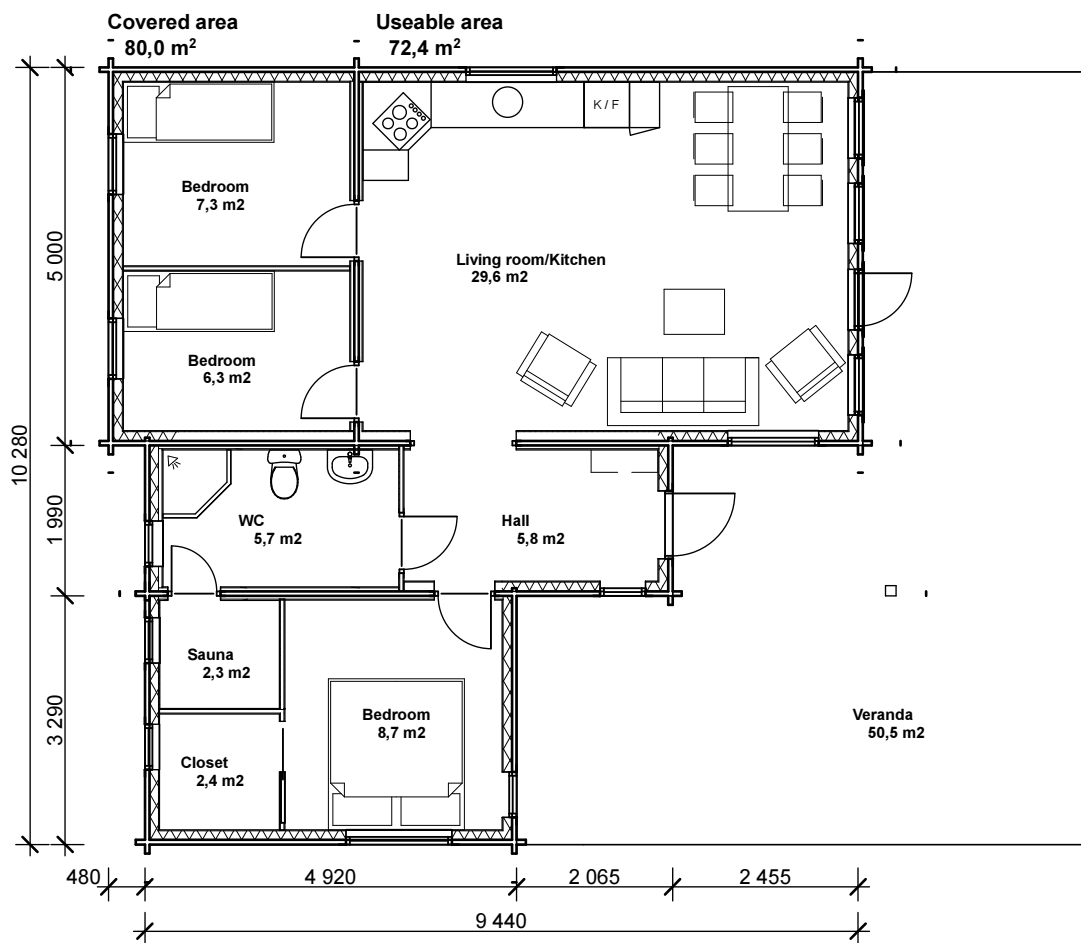 Covered area
80,0 m²
Useable area
72,4 m²
K / F
Bedroom
7,3 m2
Living room/Kitchen
29,6 m2
5 000
Bedroom
6,3 m2
10 280
WC
5,7 m2
Hall
5,8 m2
1 990
Sauna
2,3 m2
Bedroom
8,7 m2
Veranda
50,5 m2
3 290
Closet
2,4 m2
480
4 920
2 065
2 455
9 440